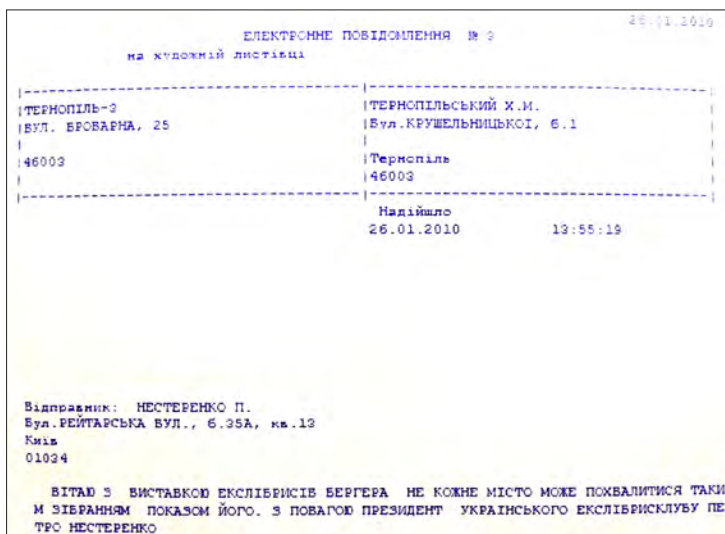 26.01.2010
ЕЛЕКТРОННЕ ПОВІДОМЛЕННЯ № 3
на художній листівці
ТЕРНОПІЛЬ-3
ВУЛ. БРОВАРНА, 25
46003
ТЕРНОПІЛЬСЬКИЙ Х.М.
Вул.КРУШЕЛЬНИЦЬКОІ, б.1
Тернопіль
46003
Надійшло
26.01.2010 13:55:19
Відправник: НЕСТЕРЕНКО П.
Вул.РЕЙТАРСЬКА ВУЛ., б.35А, кв.13
Київ
01034
ВІТАЮ З ВИСТАВКОЮ ЕКСЛІБРИСІВ БЕРГЕРА НЕ КОЖНЕ МІСТО МОЖЕ ПОХВАЛИТИСЯ ТАКИ
М ЗІБРАННЯМ ПОКАЗОМ ЙОГО. З ПОВАГОЮ ПРЕЗИДЕНТ УКРАЇНСЬКОГО ЕКСЛІБРИСКЛУБУ ПЕ
ТРО НЕСТЕРЕНКО